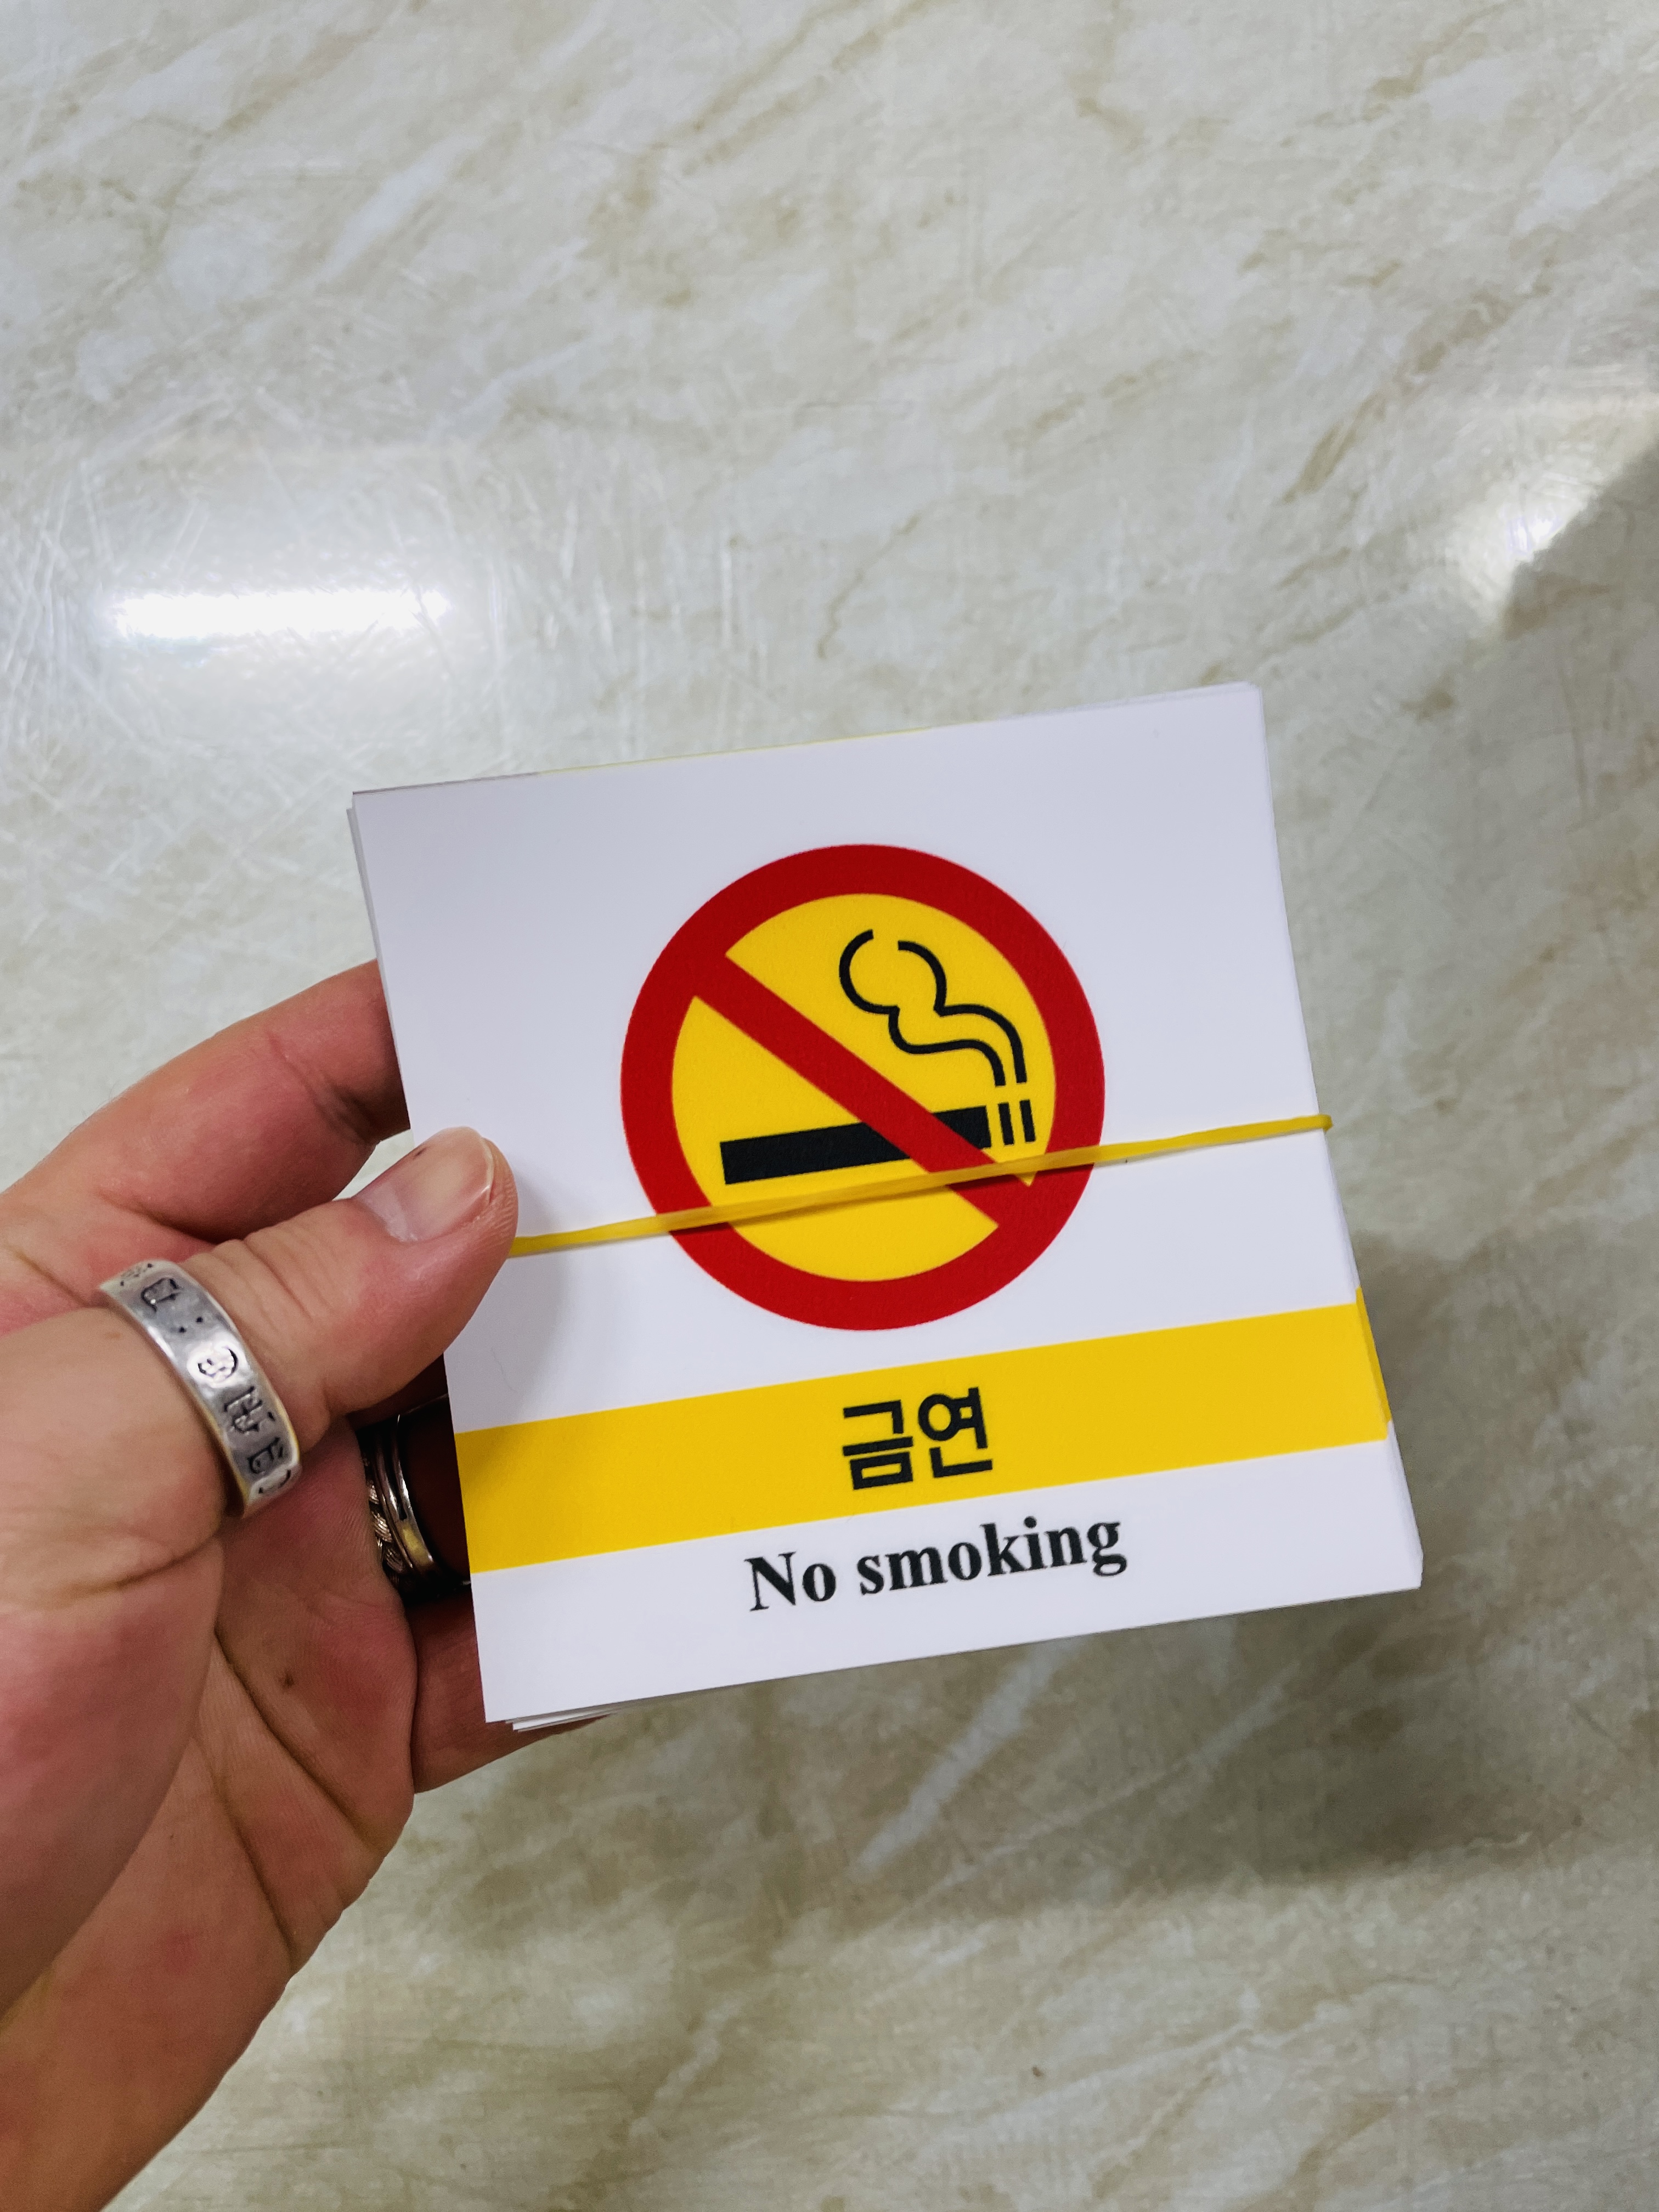 금연
No smoking